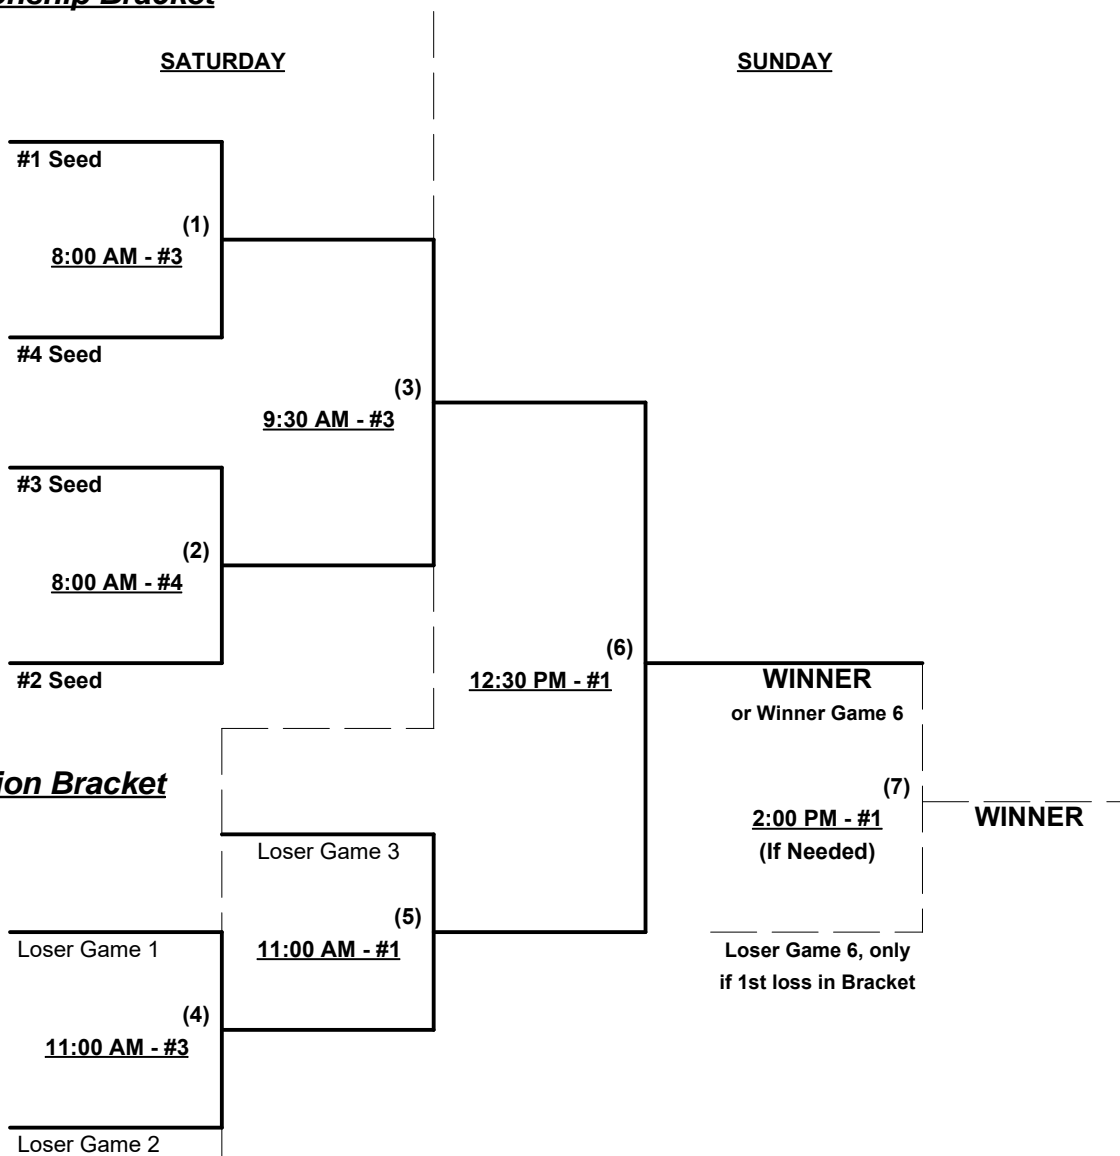 Bracket
SATURDAY
SUNDAY
#1 Seed
(1)
8:00 AM - #3
#4 Seed
(3)
9:30 AM - #3
#3 Seed
(2)
8:00 AM - #4
#2 Seed
(6)
12:30 PM - #1
WINNER
or Winner Game 6
ion Bracket
(7)
2:00 PM - #1
(If Needed)
WINNER
Loser Game 3
(5)
11:00 AM - #1
Loser Game 1
Loser Game 6, only
if 1st loss in Bracket
(4)
11:00 AM - #3
Loser Game 2